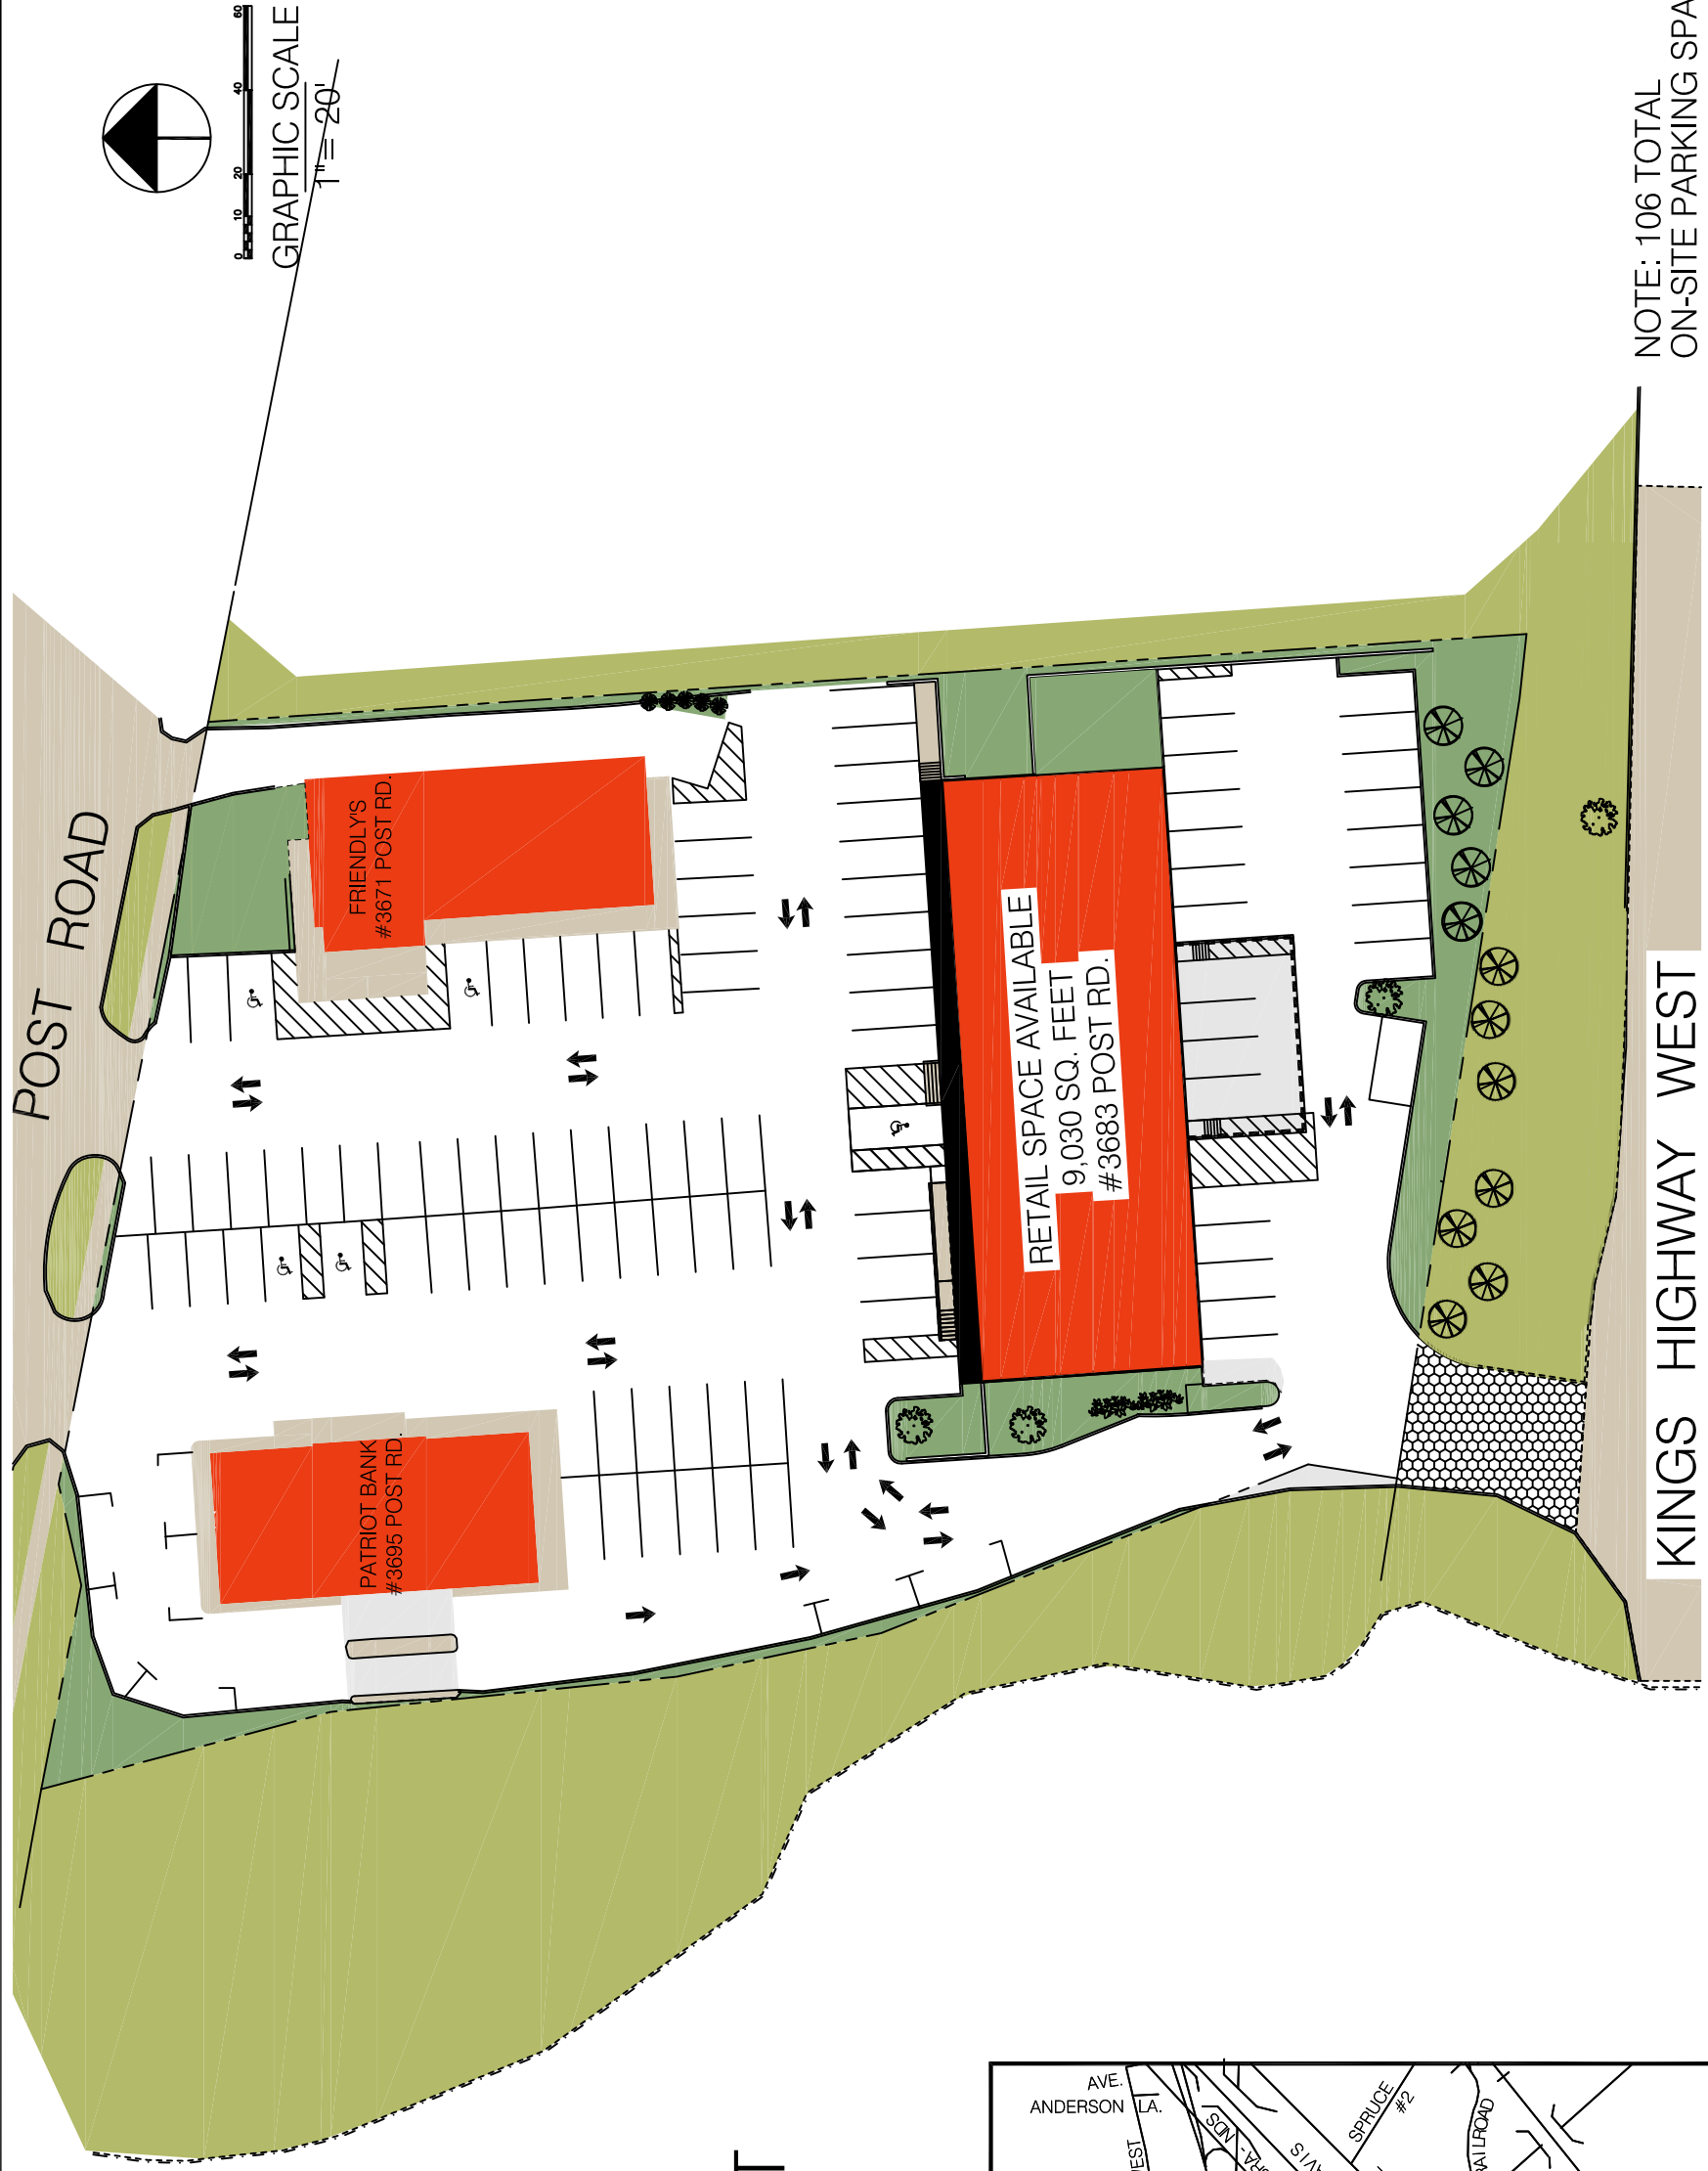 POST ROAD
0 10 20 40 60
GRAPHIC SCALE
1"= 20'
PATRIOT BANK
#3695 POST RD.
FRIENDLY'S
#3671 POST RD.
RETAIL SPACE AVAILABLE
9,030 SQ. FEET
#3683 POST RD.
KINGS HIGHWAY WEST
NOTE: 106 TOTAL
ON-SITE PARKING
AVE.
ANDERSON LA.
SPRUCE
#2